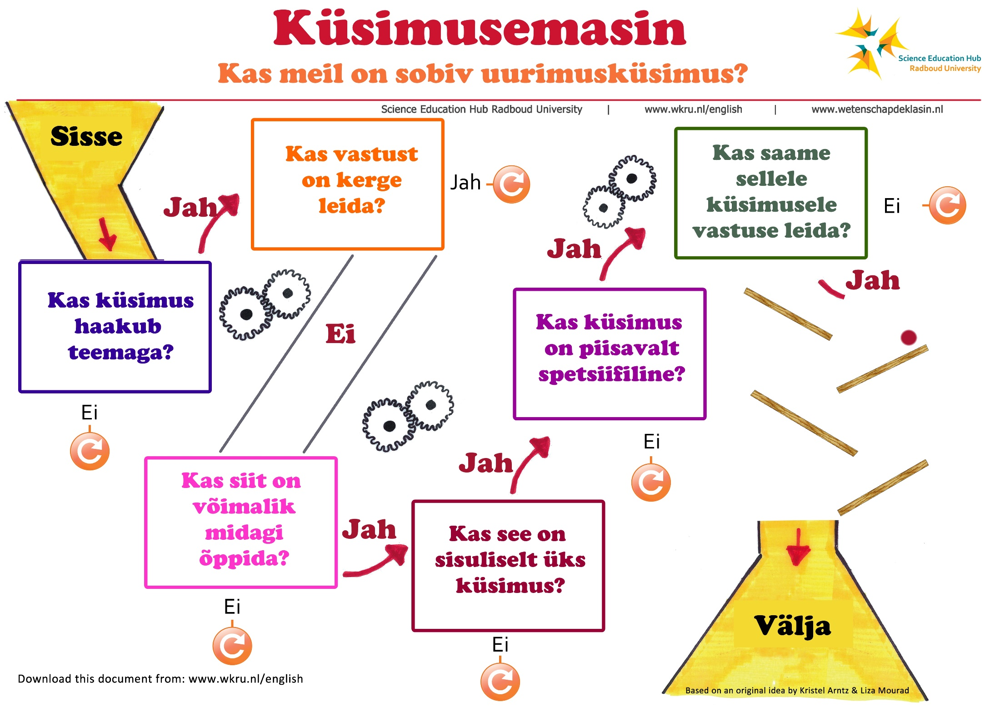 Küsimusemasin
Kas meil on sobiv uurimusküsimus?
Science Education Hub
Radboud University
Science Education Hub Radboud University | www.wkru.nl/english | www.wetenschapdeklasin.nl
Sisse
Kas küsimus
haakub
teemaga?
Ei
Jah
Kas vastust
on kerge
leida?
Jah
Ei
Kas siit on
võimalik
midagi
õppida?
Ei
Jah
Kas see on
sisuliselt üks
küsimus?
Ei
Jah
Kas küsimus
on piisavalt
spetsiifiline?
Ei
Jah
Kas saame
sellele
küsimusele
vastuse leida?
Ei
Jah
Välja
Download this document from: www.wkru.nl/english
Based on an original idea by Kristel Arntz & Liza Mourad